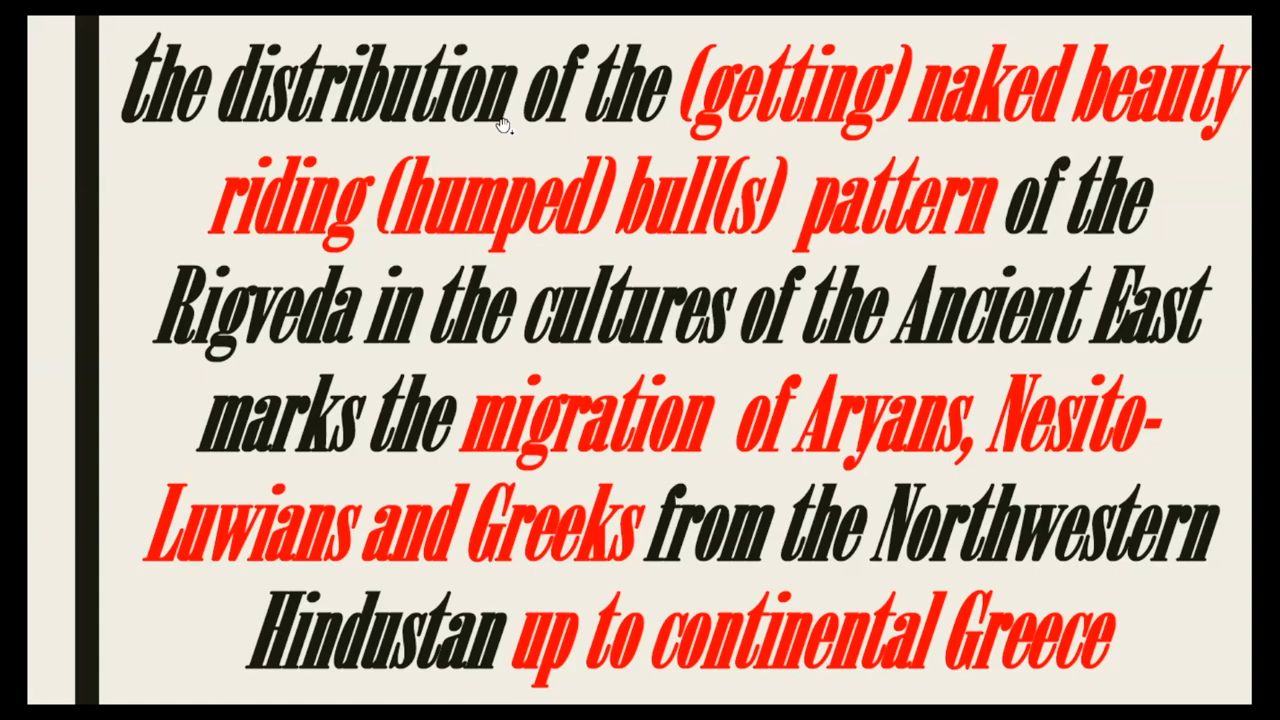 the distribution of the (getting) naked beauty
riding (humped) bull(s) pattern of the
Rigveda in the cultures of the Ancient East
marks the migration of Aryans, Nesito-
Luwians and Greeks from the Northwestern
Hindustan up to continental Greece